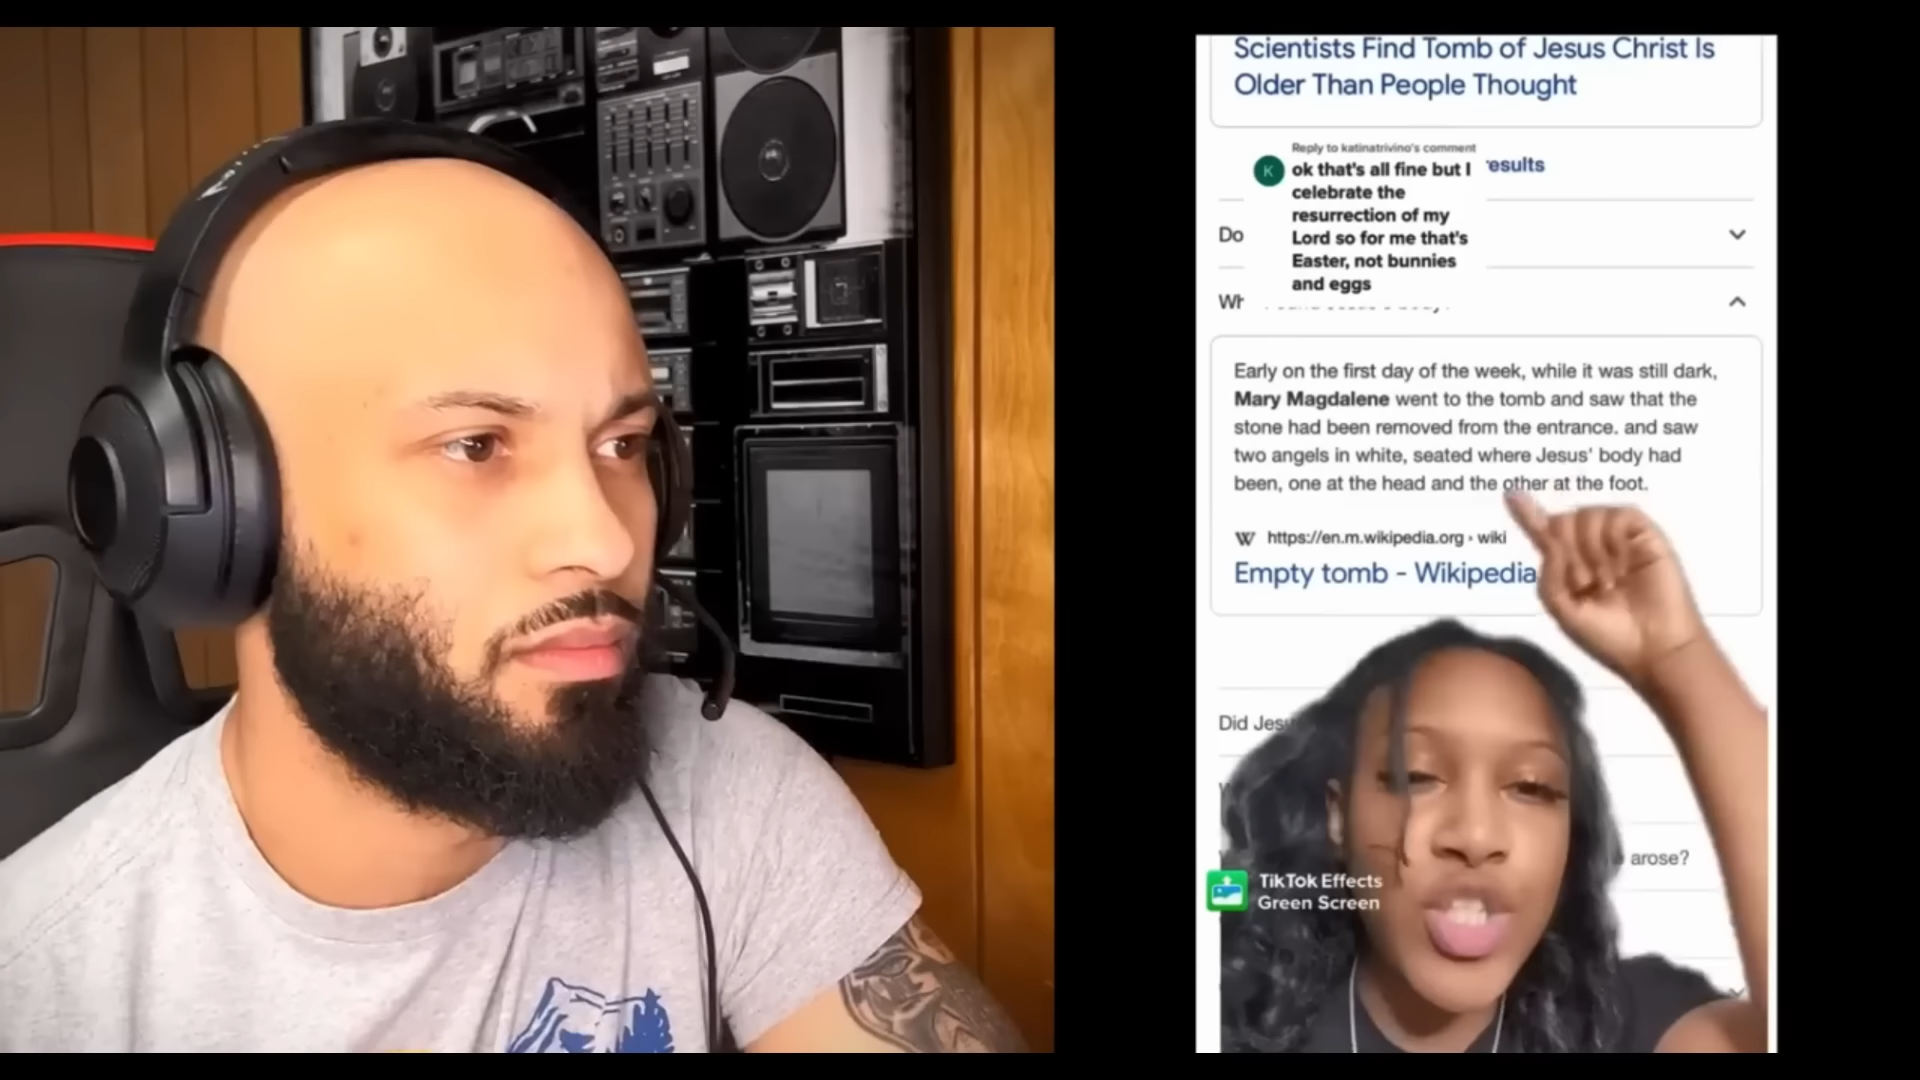 Scientists Find Tomb of Jesus Christ Is
Older Than People Thought
Reply to katinatrivino's comment
K
ok that's all fine but I
celebrate the
resurrection of my
Lord so for me that's
Easter, not bunnies
and eggs
esults
Do
Early on the first day of the week, while it was still dark,
Mary Magdalene went to the tomb and saw that the
stone had been removed from the entrance. and saw
two angels in white, seated where Jesus' body had
been, one at the head and the other at the foot.
W https://en.m.wikipedia.org › wiki
Empty tomb - Wikipedia
Did
arose?
TikTok Effects
Green Screen